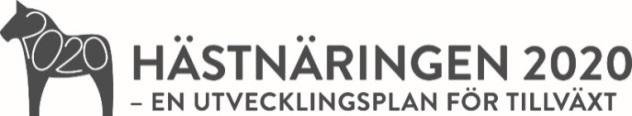 2020
HÄSTNÄRINGEN 2020
– EN UTVECKLINGSPLAN FÖR TILLVÄXT